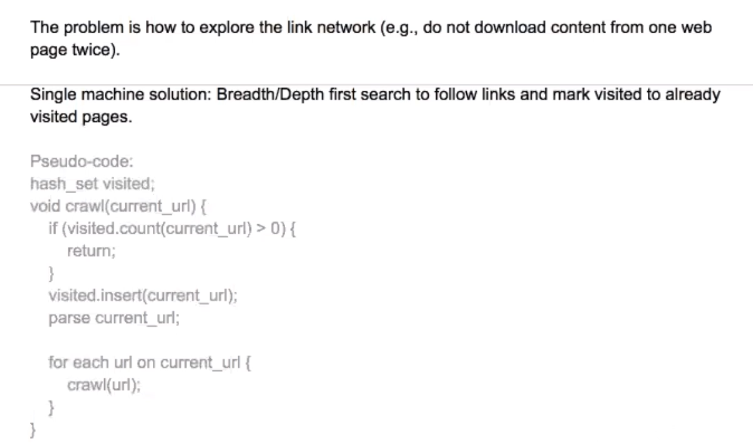 The problem is how to explore the link network (e.g., do not download content from one web
page twice).
Single machine solution: Breadth/Depth first search to follow links and mark visited to already
visited pages.
Pseudo-code:
hash_set visited;
void crawl(current_url) {
if (visited.count(current_url) > 0) {
return;
}
visited.insert(current_url);
parse current_url;
for each url on current_url {
crawl(url);
}
}